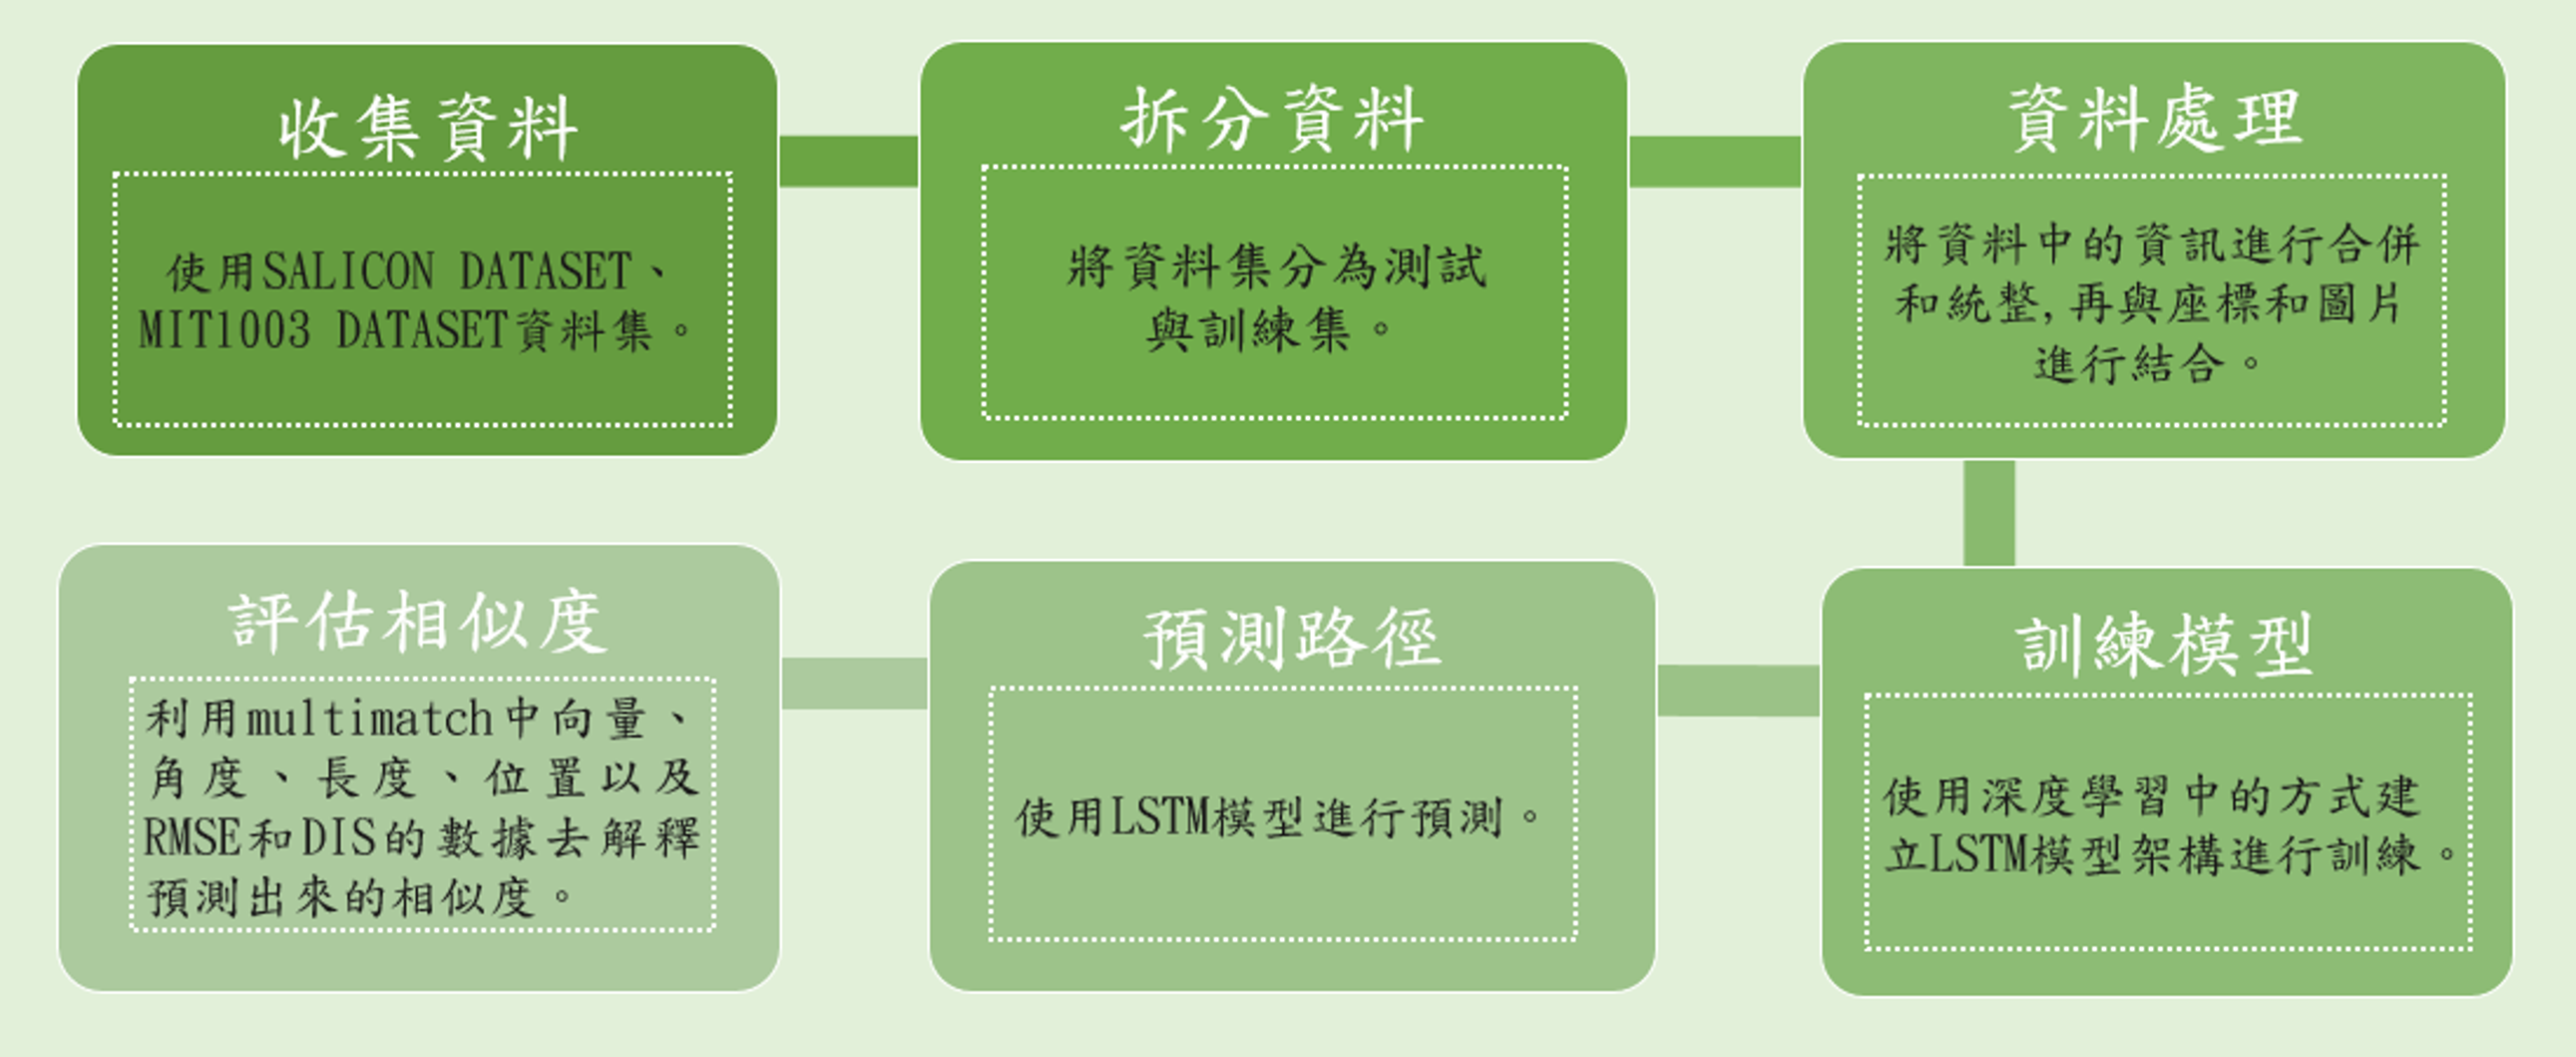 收集資料
使用SALICON DATASET、
MIT1003 DATASET資料集。
拆分資料
將資料集分為測試
與訓練集。
資料處理
將資料中的資訊進行合併
和統整,再與座標和圖片
進行結合。
訓練模型
使用深度學習中的方式建
立LSTM模型架構進行訓練。
預測路徑
使用LSTM模型進行預測。
評估相似度
利用multimatch中向量、
角度、長度、位置以及
RMSE和DIS的數據去解釋
預測出來的相似度。